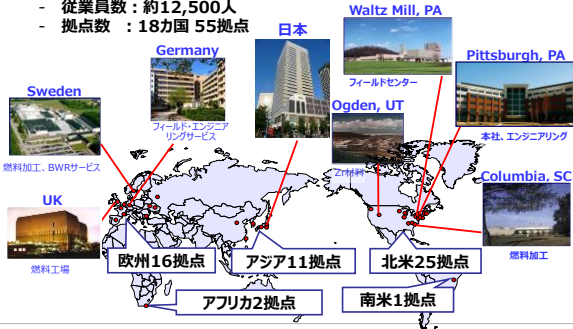 - 従業員数：約12,500人
- 拠点数 ：18カ国 55拠点
Waltz Mill, PA
フィールドセンター
日本
Germany
フィールド・エンジニア
リングサービス
Pittsburgh, PA
本社、エンジニアリング
Sweden
燃料加工、BWRサービス
Ogden, UT
Zr材料
Columbia, SC
燃料加工
UK
燃料工場
欧州16拠点
アジア11拠点
北米25拠点
アフリカ2拠点
南米1拠点